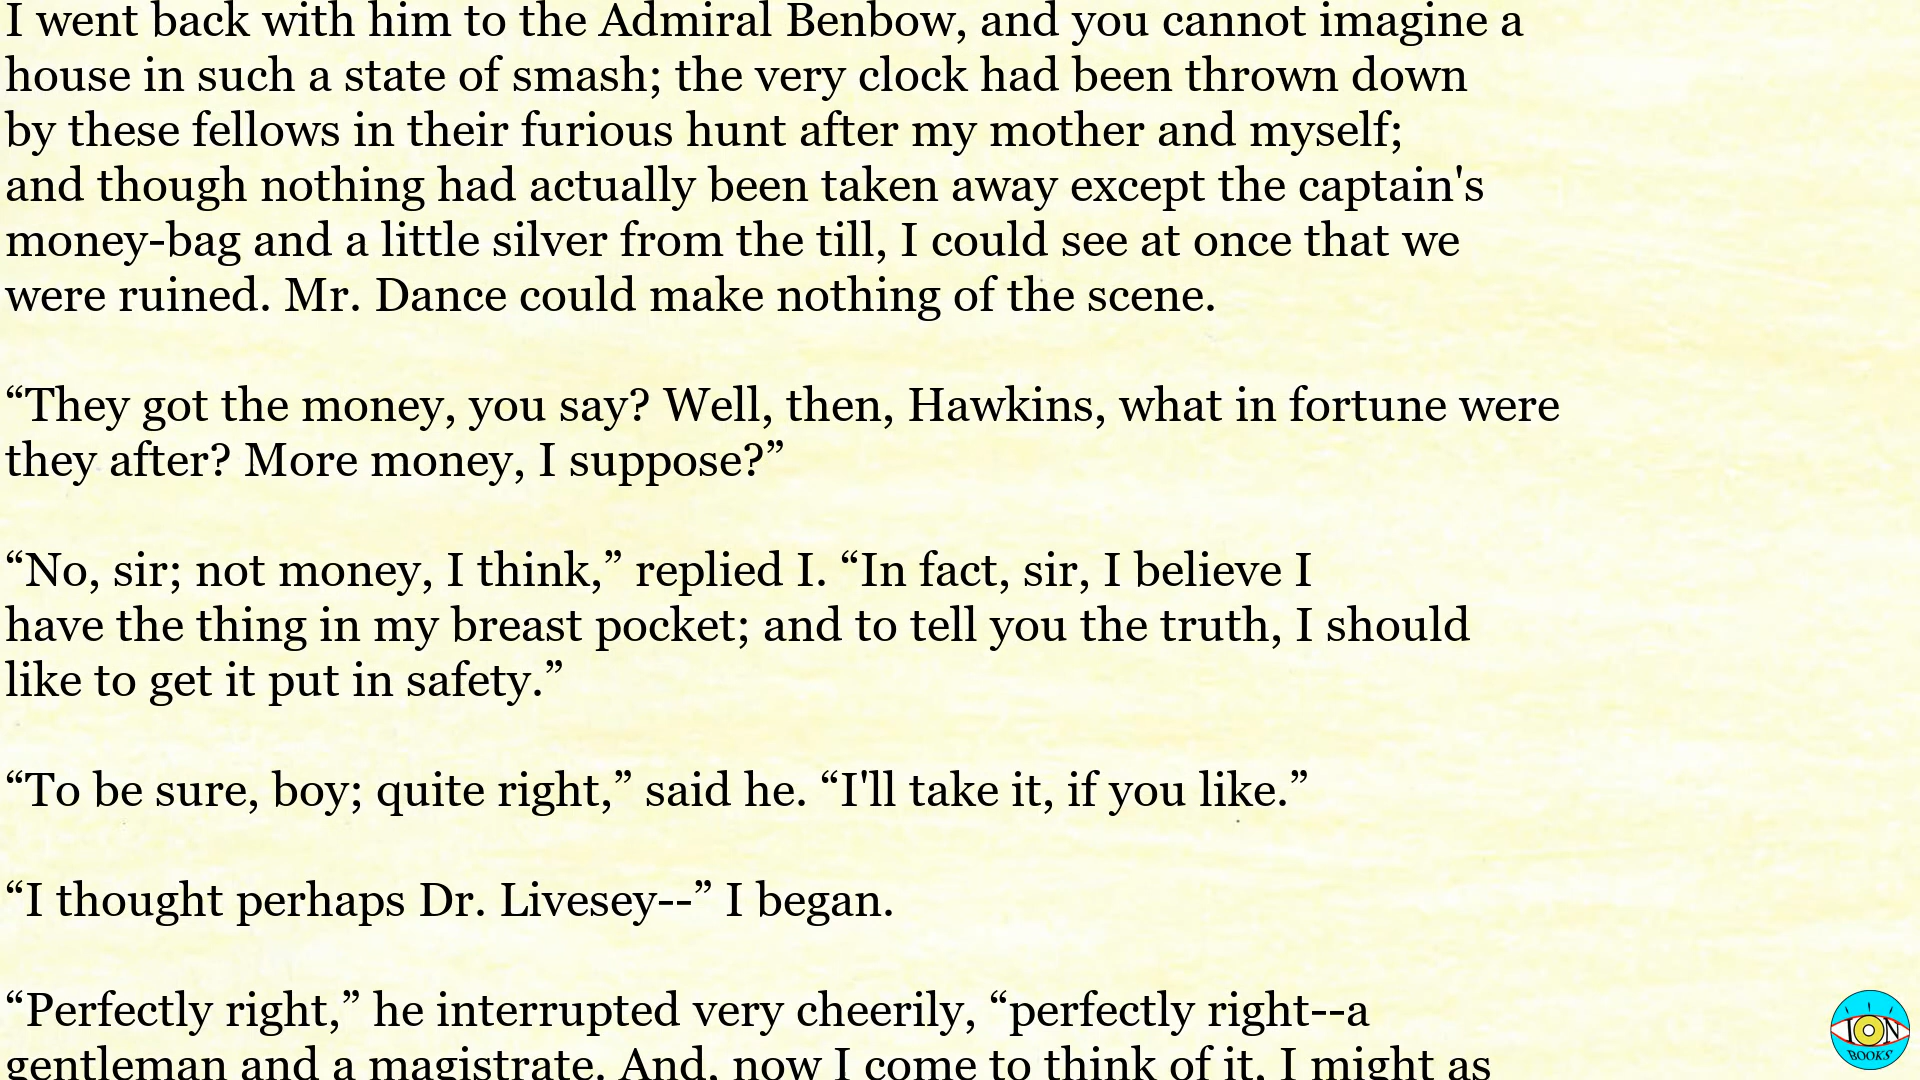 I went back with him to the Admiral Benbow, and you cannot imagine a
house in such a state of smash; the very clock had been thrown down
by these fellows in their furious hunt after my mother and myself;
and though nothing had actually been taken away except the captain's
money-bag and a little silver from the till, I could see at once that we
were ruined. Mr. Dance could make nothing of the scene.
“They got the money, you say? Well, then, Hawkins, what in fortune were
they after? More money, I suppose?”
“No, sir; not money, I think,” replied I. “In fact, sir, I believe I
have the thing in my breast pocket; and to tell you the truth, I should
like to get it put in safety.”
“To be sure, boy; quite right,” said he. “I'll take it, if you like.”
“I thought perhaps Dr. Livesey--” I began.
“Perfectly right,” he interrupted very cheerily, “perfectly right--a
gentleman and a magistrate. And, now I come to think of it, I might as
ION
BOOKS